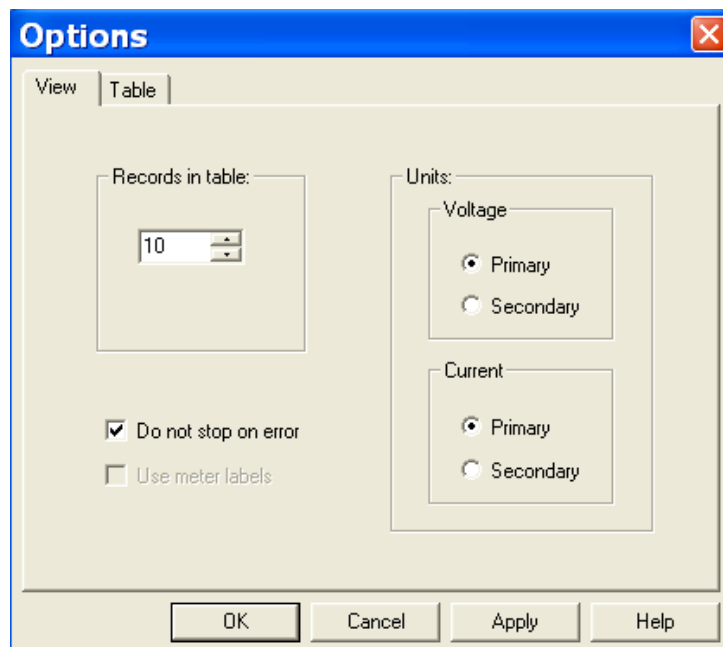 Options
View Table
Records in table:
10
Do not stop on error
Use meter labels
Units:
Voltage
Primary
Secondary
Current
Primary
Secondary
OK Cancel Apply Help